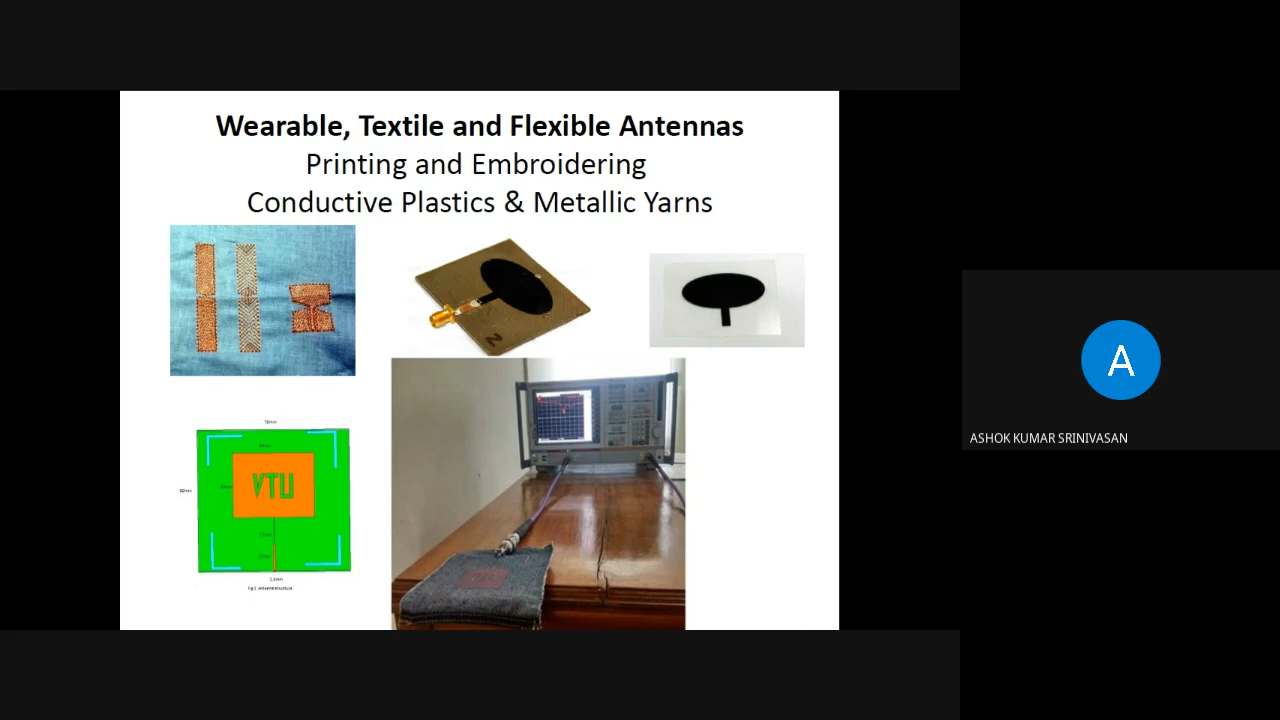 Wearable, Textile and Flexible Antennas
Printing and Embroidering
Conductive Plastics & Metallic Yarns
VTU
A
ASHOK KUMAR SRINIVASAN